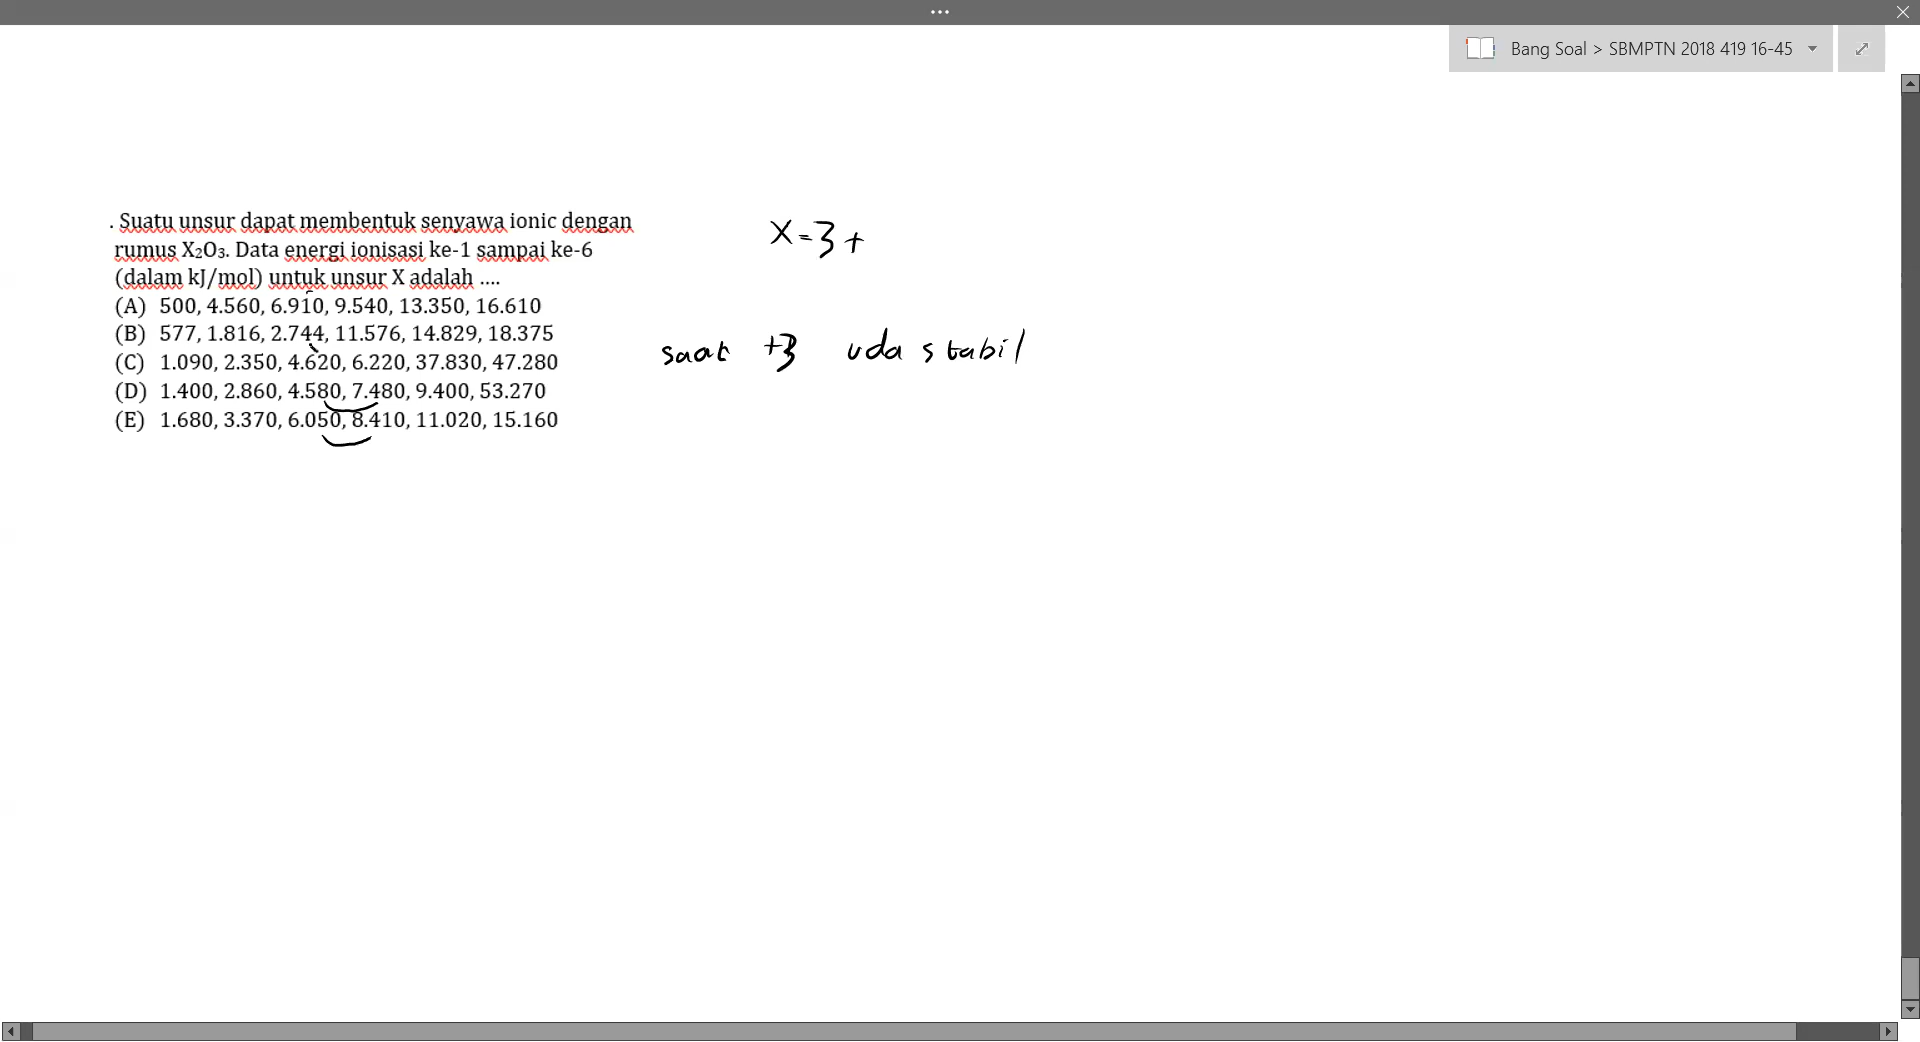 Bang Soal > SBMPTN 2018 419 16-45
. Suatu unsur dapat membentuk senyawa ionic dengan
rumus X₂O₃. Data energi ionisasi ke-1 sampai ke-6
(dalam kJ/mol) untuk unsur X adalah ....
(A) 500, 4.560, 6.910, 9.540, 13.350, 16.610
(B) 577, 1.816, 2.744, 11.576, 14.829, 18.375
(C) 1.090, 2.350, 4.620, 6.220, 37.830, 47.280
(D) 1.400, 2.860, 4.580, 7.480, 9.400, 53.270
(E) 1.680, 3.370, 6.050, 8.410, 11.020, 15.160
X = 3+
saat +3 uda stabil